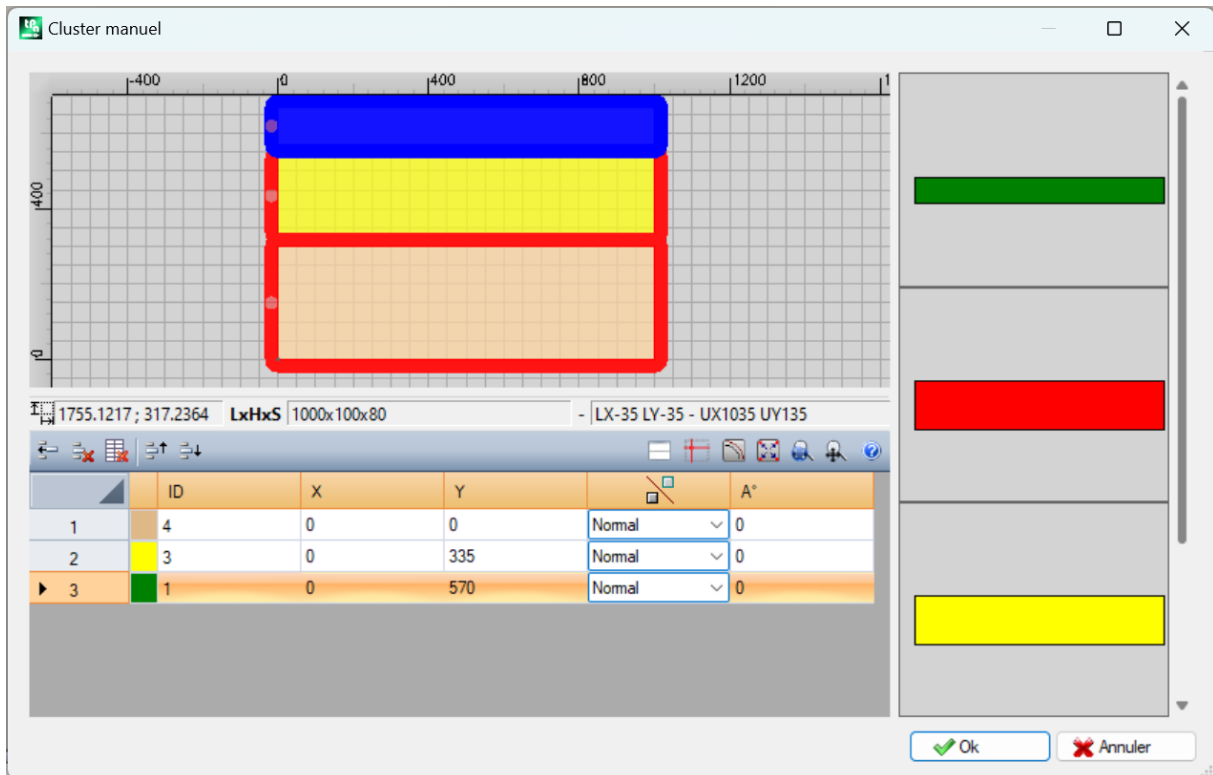 Cluster manuel
-400 0 400 800 1200 1
400
0
1755.1217 ; 317.2364 LxHxS 1000x100x80 - LX-35 LY-35 - UX1035 UY135
ID X Y A°
1 4 0 0 Normal 0
2 3 0 335 Normal 0
3 1 0 570 Normal 0
Ok Annuler